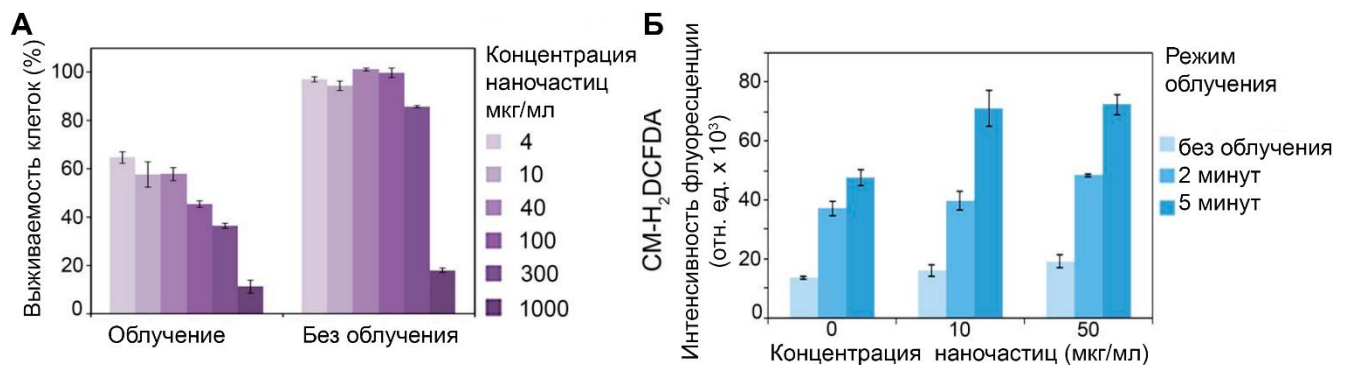 А
Выживаемость клеток (%)
100
80
60
40
20
0
Облучение
Без облучения
Концентрация
наночастиц
мкг/мл
4
10
40
100
300
1000
Б
CM-H₂DCFDA
Интенсивность флуоресценции
(отн. ед. x 10³)
80
60
40
20
0
0
10
50
Концентрация наночастиц (мкг/мл)
Режим
облучения
без облучения
2 минут
5 минут